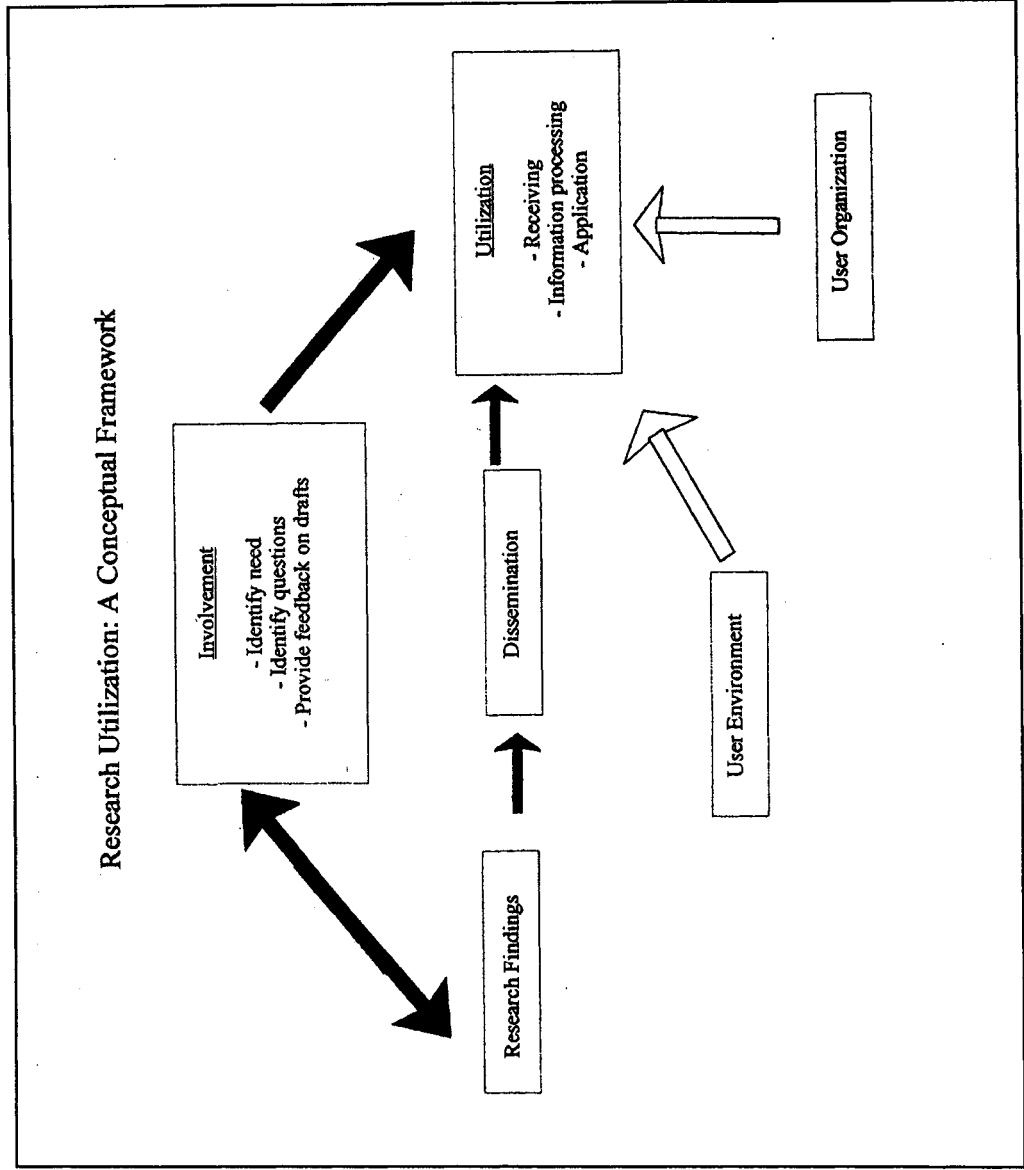 Research Utilization: A Conceptual Framework
Involvement
- Identify need
- Identify questions
- Provide feedback on drafts
Research Findings
Dissemination
Utilization
- Receiving
- Information processing
- Application
User Environment
User Organization